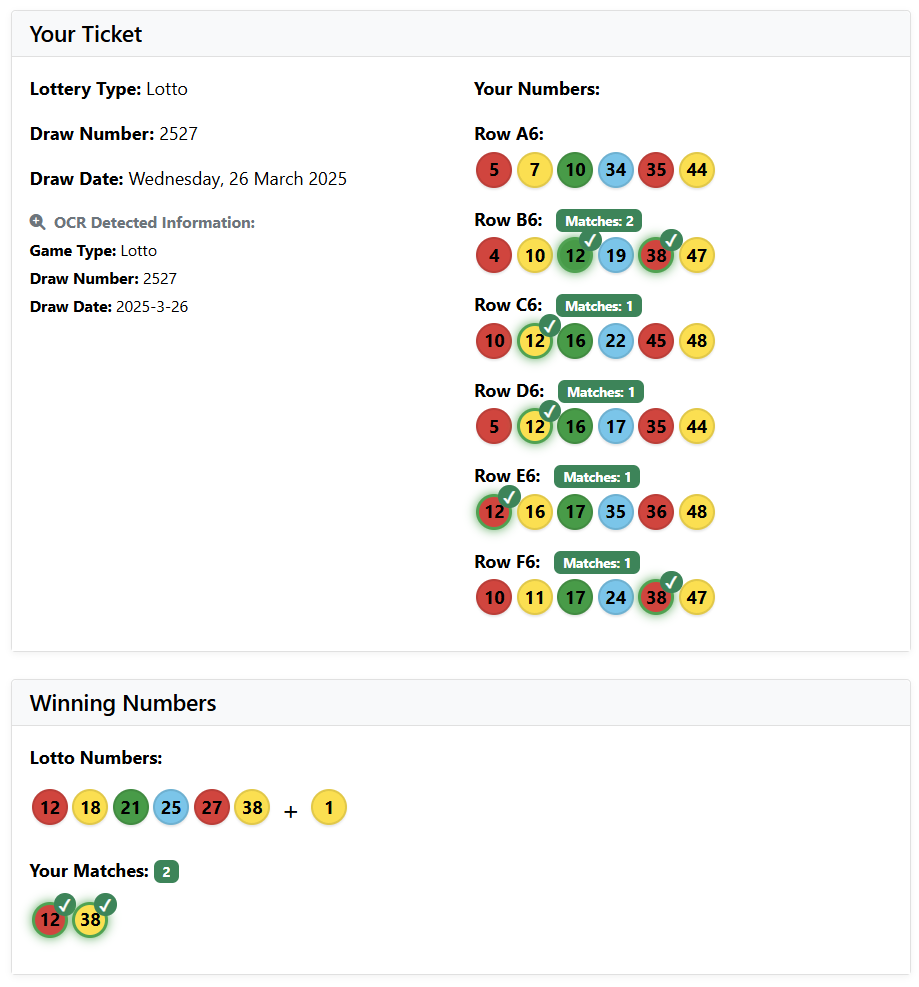 Your Ticket
Lottery Type: Lotto
Draw Number: 2527
Draw Date: Wednesday, 26 March 2025
OCR Detected Information:
Game Type: Lotto
Draw Number: 2527
Draw Date: 2025-3-26
Your Numbers:
Row A6:
5 7 10 34 35 44
Row B6: Matches: 2
4 10 12 19 38 47
Row C6: Matches: 1
10 12 16 22 45 48
Row D6: Matches: 1
5 12 16 17 35 44
Row E6: Matches: 1
12 16 17 35 36 48
Row F6: Matches: 1
10 11 17 24 38 47
Winning Numbers
Lotto Numbers:
12 18 21 25 27 38 + 1
Your Matches: 2
12 38